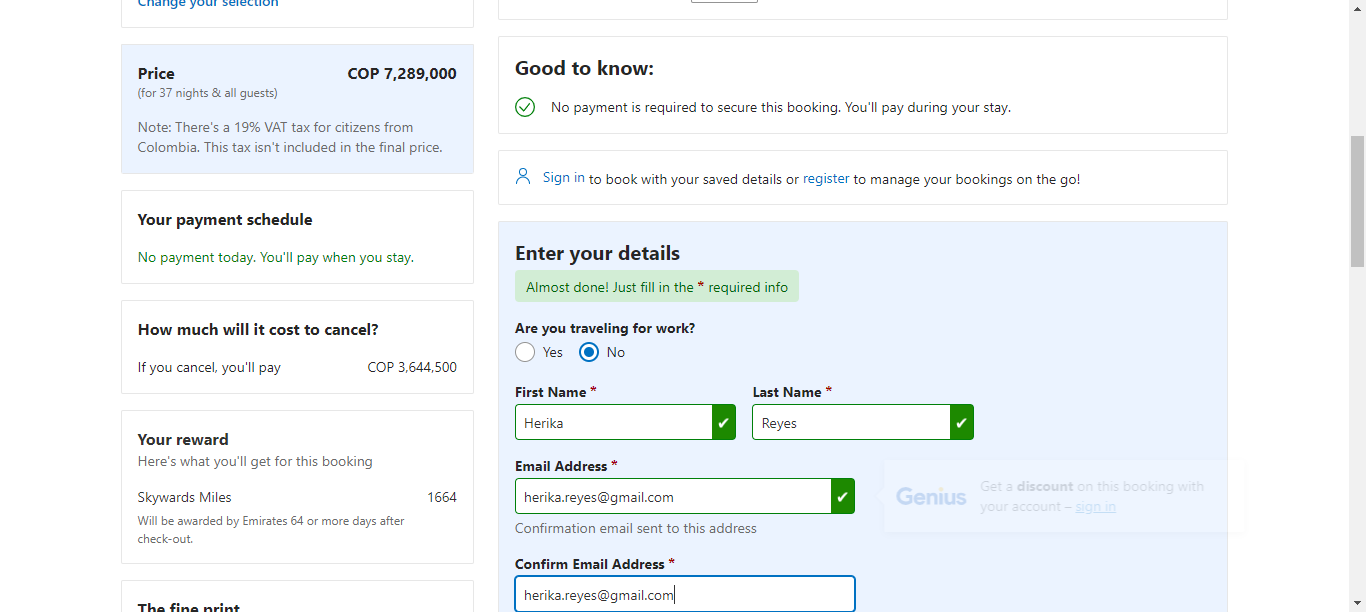 Change your selection
Price COP 7,289,000
(for 37 nights & all guests)
Note: There's a 19% VAT tax for citizens from
Colombia. This tax isn't included in the final price.
Your payment schedule
No payment today. You'll pay when you stay.
How much will it cost to cancel?
If you cancel, you'll pay COP 3,644,500
Your reward
Here's what you'll get for this booking
Skywards Miles 1664
Will be awarded by Emirates 64 or more days after
check-out.
The fine print
Good to know:
No payment is required to secure this booking. You'll pay during your stay.
Sign in to book with your saved details or register to manage your bookings on the go!
Enter your details
Almost done! Just fill in the * required info
Are you traveling for work?
Yes No
First Name * Last Name *
Herika Reyes
Email Address *
herika.reyes@gmail.com
Confirmation email sent to this address
Genius Get a discount on this booking with
your account – sign in
Confirm Email Address *
herika.reyes@gmail.com